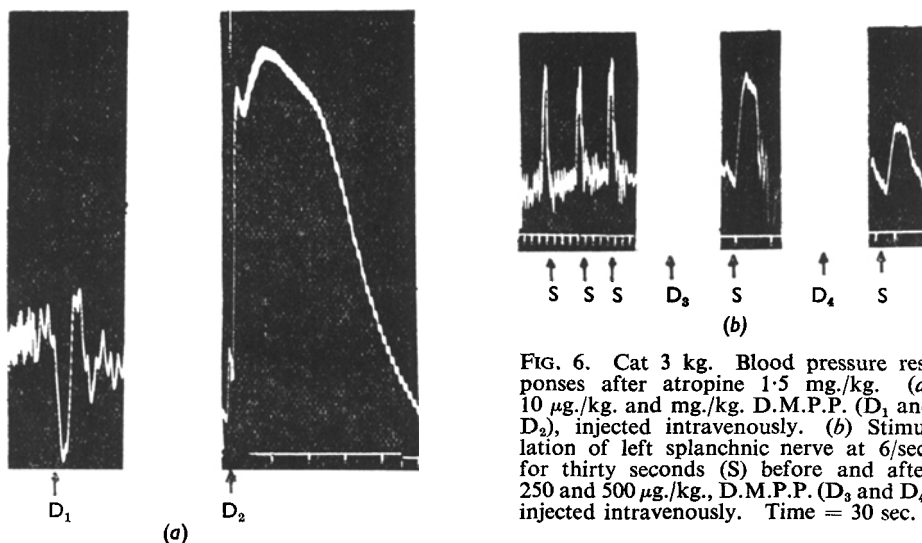 D₁
D₂
(a)
S S S D₃ S D₄ S
(b)
FIG. 6. Cat 3 kg. Blood pressure res-
ponses after atropine 1·5 mg./kg. (a
10 μg./kg. and mg./kg. D.M.P.P. (D₁ and
D₂), injected intravenously. (b) Stimu-
lation of left splanchnic nerve at 6/sec
for thirty seconds (S) before and afte
250 and 500 μg./kg., D.M.P.P. (D₃ and D₄
injected intravenously. Time = 30 sec.